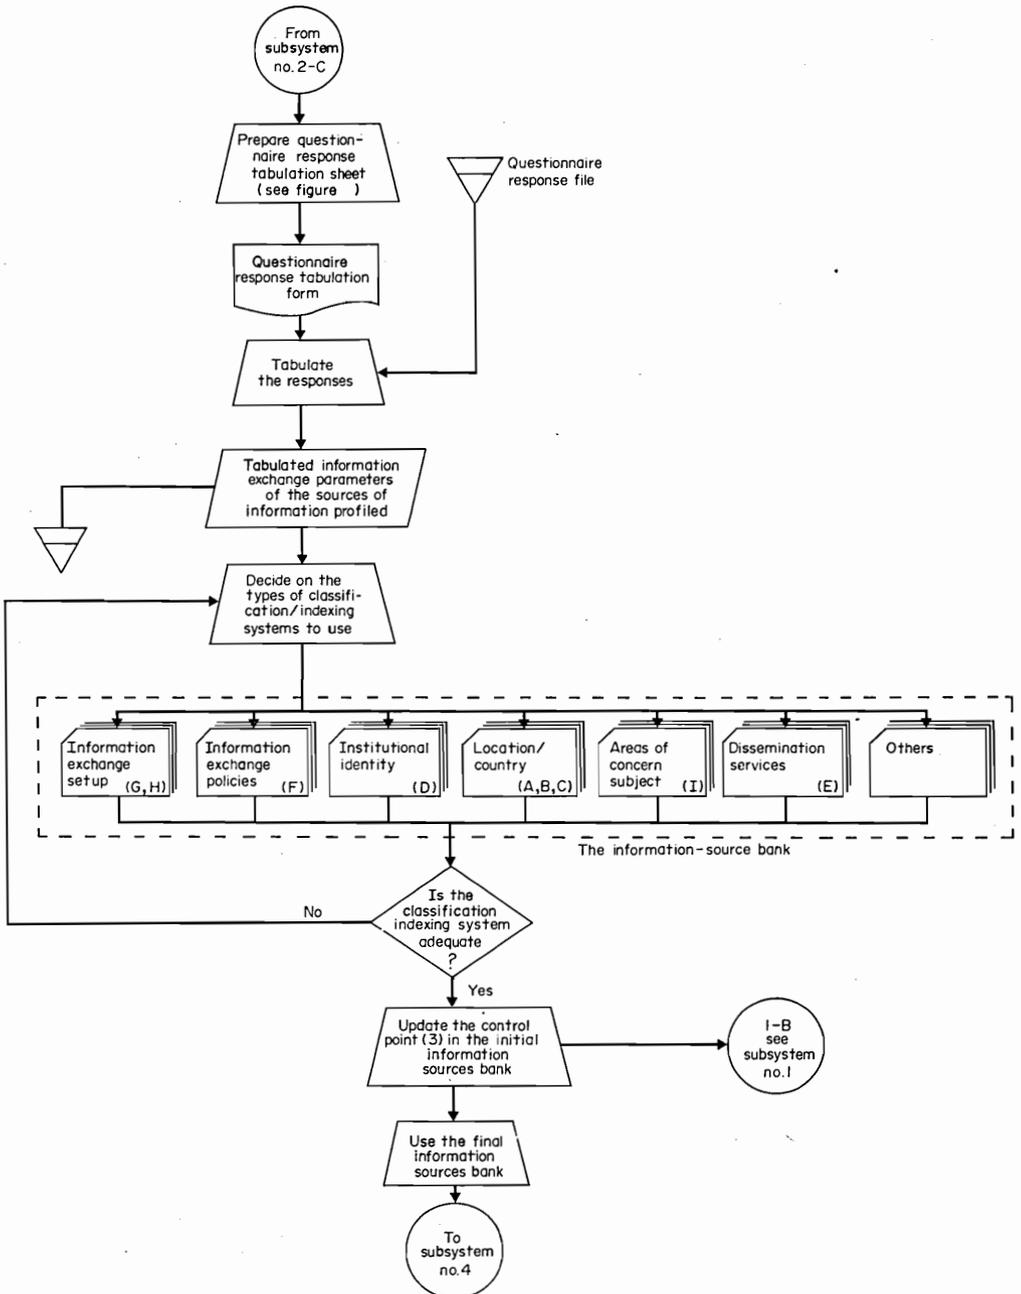 From
subsystem
no. 2-C
Prepare question-
naire response
tabulation sheet
(see figure )
Questionnaire
response file
Questionnaire
response tabulation
form
Tabulate
the responses
Tabulated information
exchange parameters
of the sources of
information profiled
Decide on the
types of classifi-
cation/indexing
systems to use
Information
exchange
setup (G,H)
Information
exchange
policies (F)
Institutional
identity
(D)
Location/
country
(A,B,C)
Areas of
concern
subject (I)
Dissemination
services
(E)
Others
The information-source bank
Is the
classification
indexing system
adequate
?
No
Yes
Update the control
point (3) in the initial
information
sources bank
I-B
see
subsystem
no. I
Use the final
information
sources bank
To
subsystem
no. 4